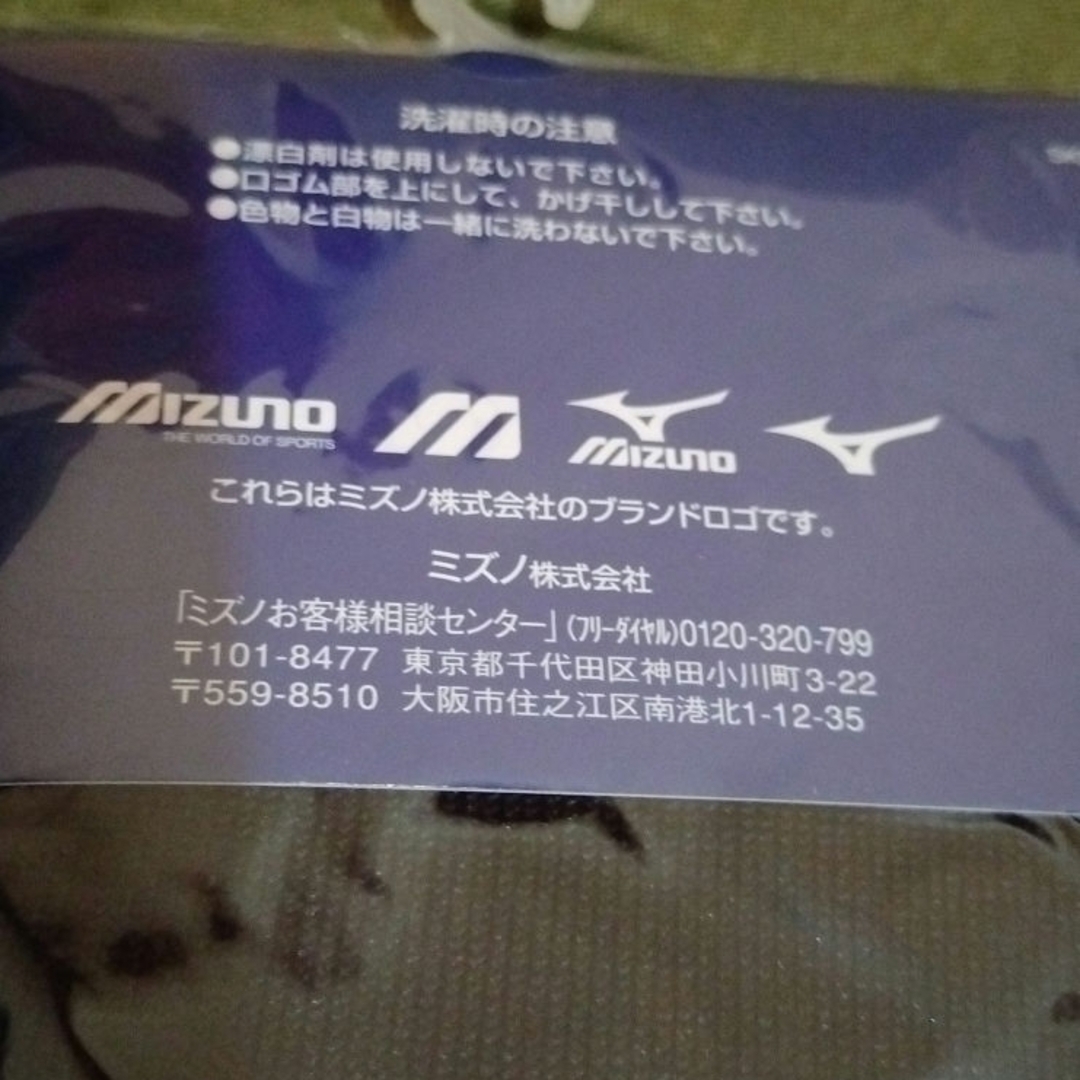 洗濯時の注意
●漂白剤は使用しないで下さい。
●口ゴム部を上にして、かげ干しして下さい。
●色物と白物は一緒に洗わないで下さい。
MIZUNO
THE WORLD OF SPORTS
M
MIZUNO
これらはミズノ株式会社のブランドロゴです。
ミズノ株式会社
「ミズノお客様相談センター」(フリーダイヤル)0120-320-799
〒101-8477 東京都千代田区神田小川町3-22
〒559-8510 大阪市住之江区南港北1-12-35